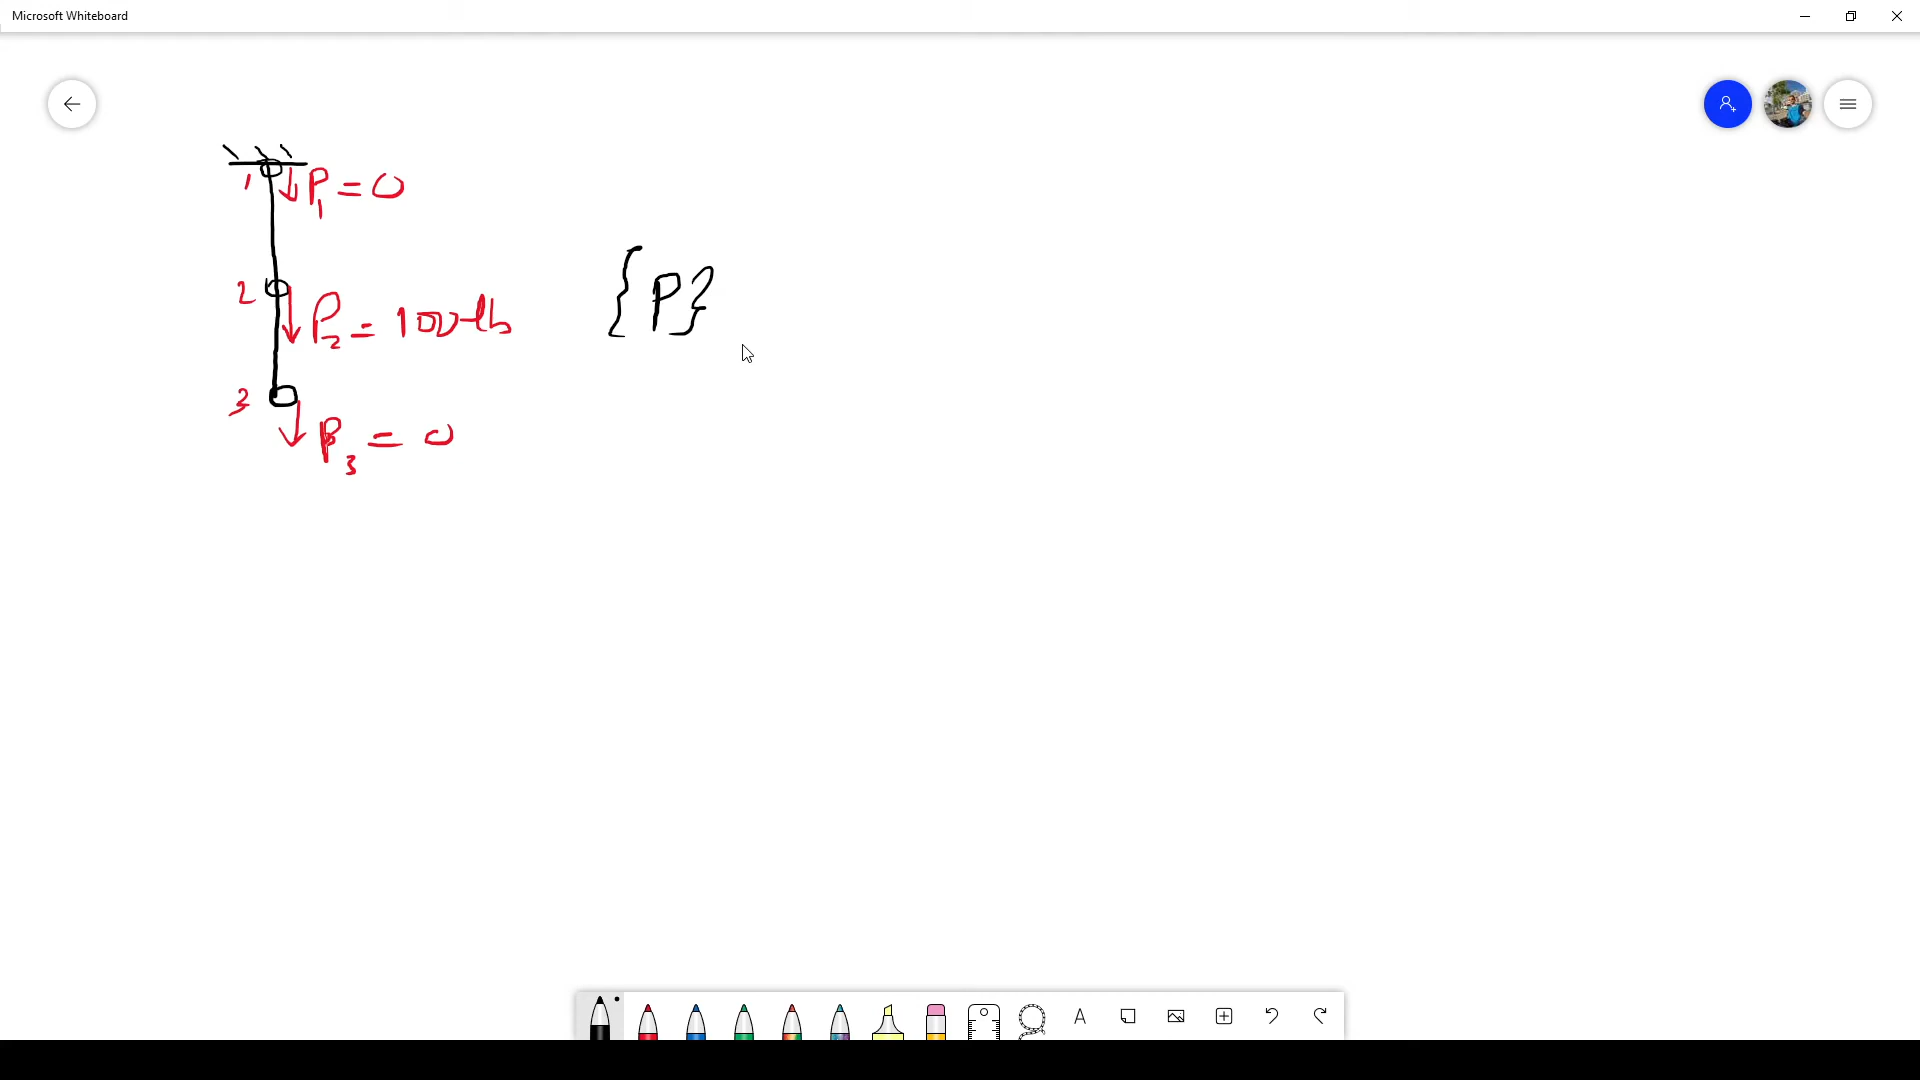 Microsoft Whiteboard
1 P1 = 0
{P}
2 P2 = 100 lb
3 P3 = 0
A